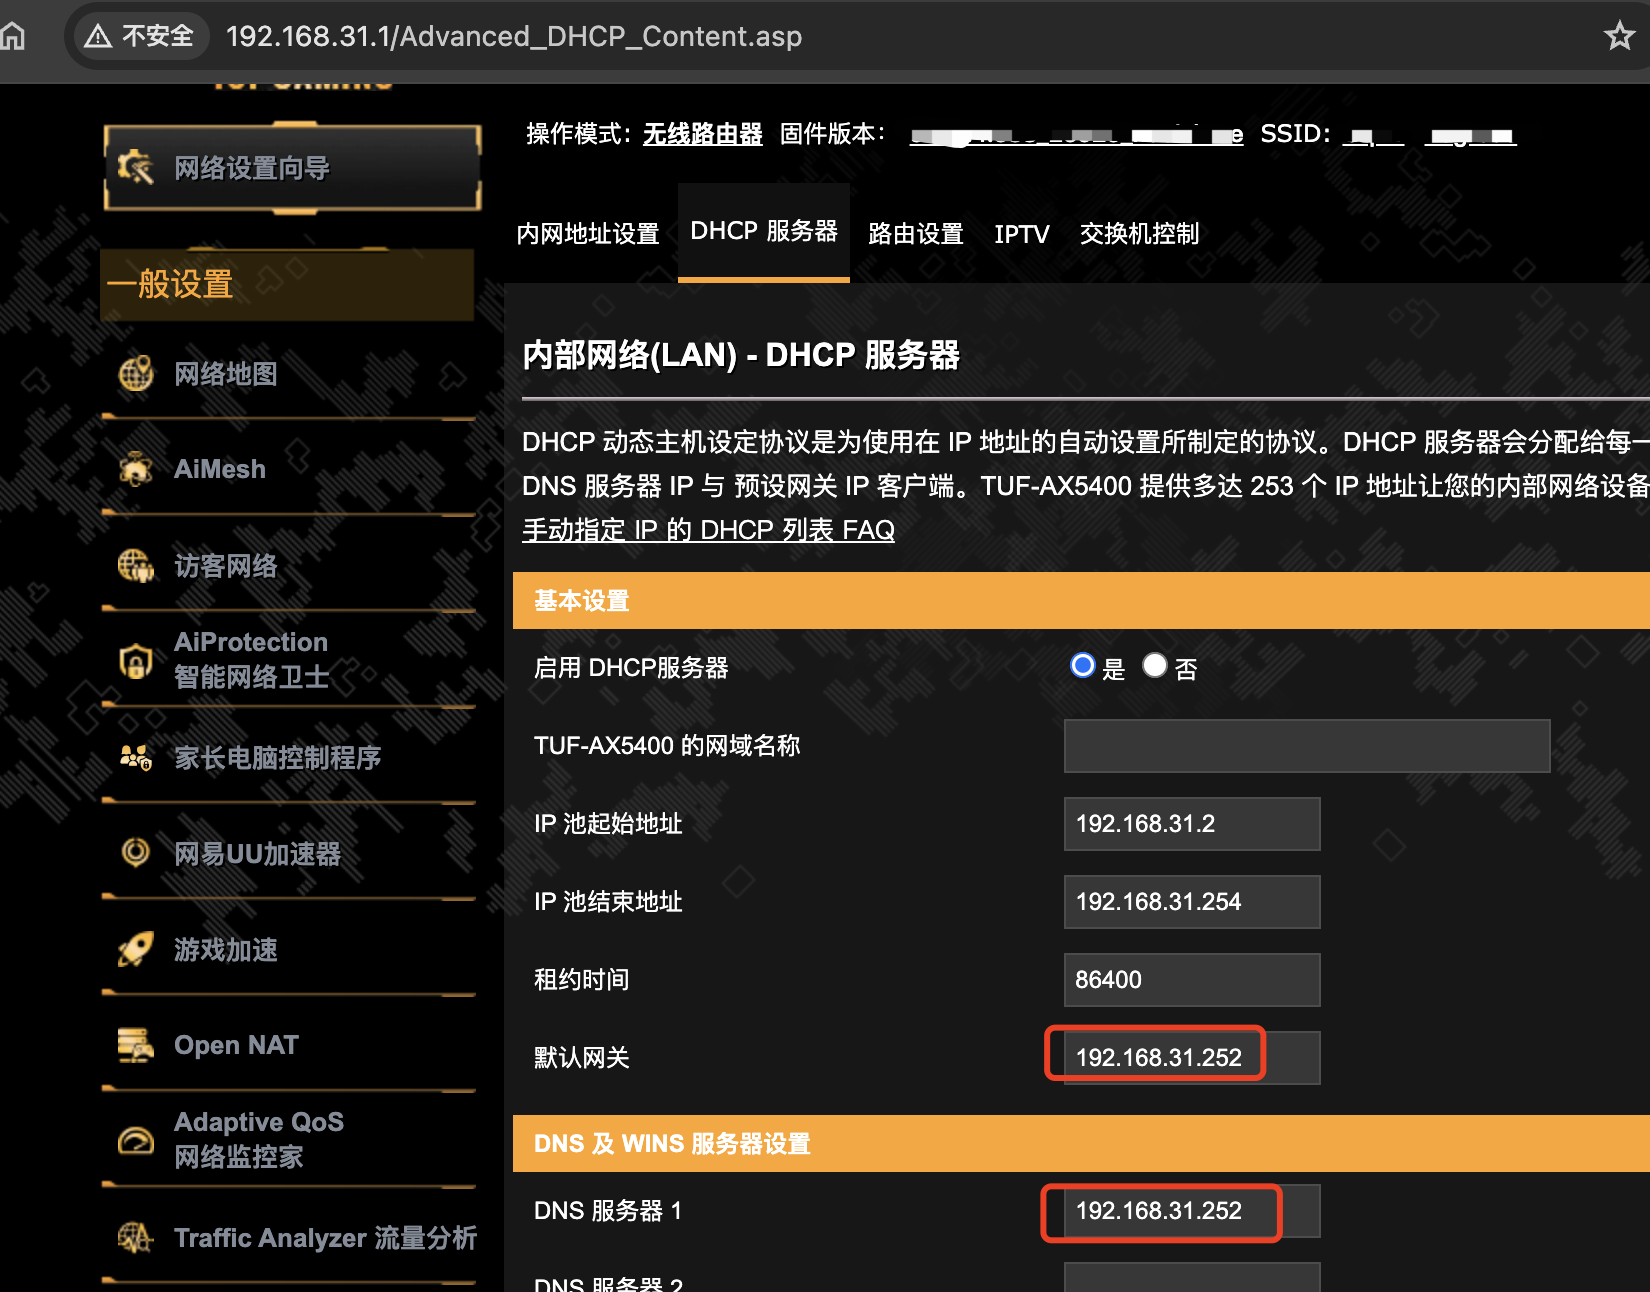 不安全 192.168.31.1/Advanced_DHCP_Content.asp
TUF GAMING
网络设置向导
一般设置
网络地图
AiMesh
访客网络
AiProtection
智能网络卫士
家长电脑控制程序
网易UU加速器
游戏加速
Open NAT
Adaptive QoS
网络监控家
Traffic Analyzer 流量分析
操作模式: 无线路由器 固件版本: SSID:
内网地址设置 DHCP 服务器 路由设置 IPTV 交换机控制
内部网络(LAN) - DHCP 服务器
DHCP 动态主机设定协议是为使用在 IP 地址的自动设置所制定的协议。DHCP 服务器会分配给每一
DNS 服务器 IP 与 预设网关 IP 客户端。TUF-AX5400 提供多达 253 个 IP 地址让您的内部网络设备
手动指定 IP 的 DHCP 列表 FAQ
基本设置
启用 DHCP服务器 是 否
TUF-AX5400 的网域名称
IP 池起始地址 192.168.31.2
IP 池结束地址 192.168.31.254
租约时间 86400
默认网关 192.168.31.252
DNS 及 WINS 服务器设置
DNS 服务器 1 192.168.31.252
DNS 服务器 2